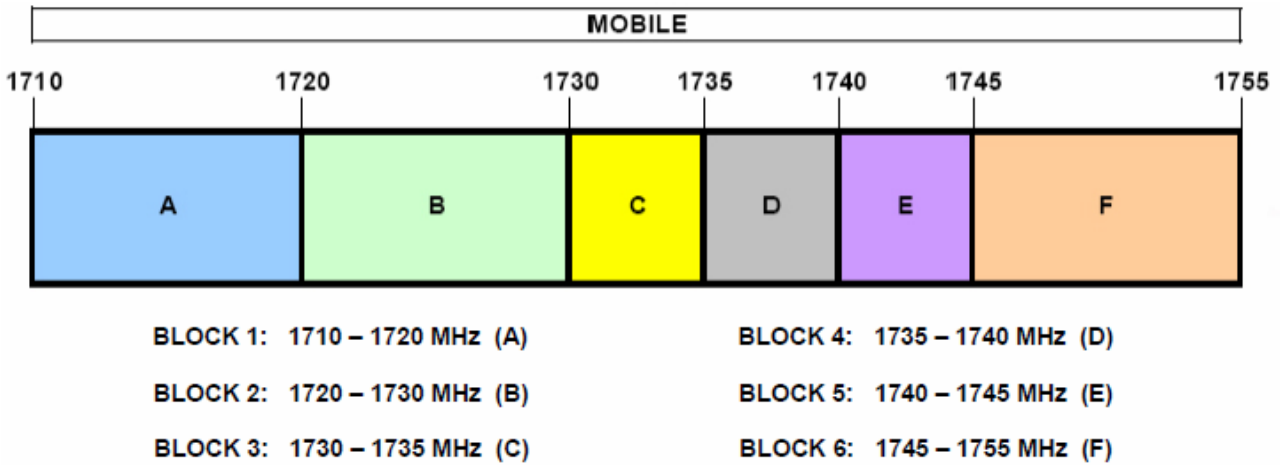 MOBILE
1710 1720 1730 1735 1740 1745 1755
A B C D E F
BLOCK 1: 1710 – 1720 MHz (A) BLOCK 4: 1735 – 1740 MHz (D)
BLOCK 2: 1720 – 1730 MHz (B) BLOCK 5: 1740 – 1745 MHz (E)
BLOCK 3: 1730 – 1735 MHz (C) BLOCK 6: 1745 – 1755 MHz (F)